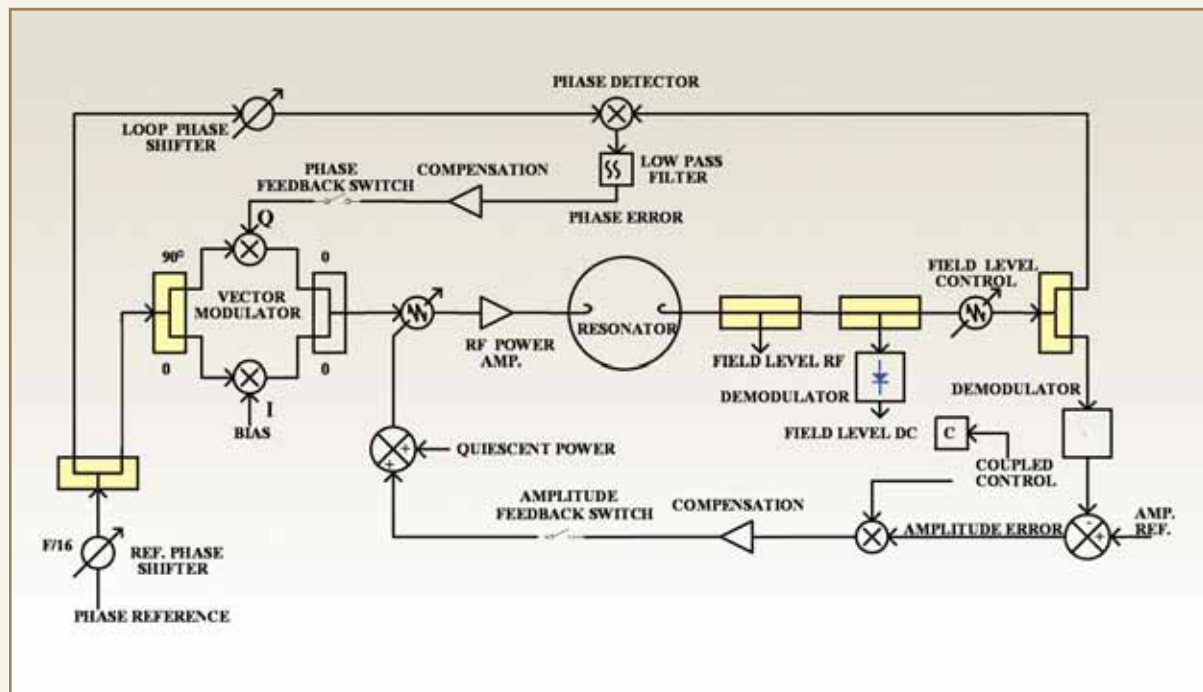 PHASE DETECTOR
LOOP PHASE
SHIFTER
LOW PASS
FILTER
PHASE
FEEDBACK SWITCH
COMPENSATION
PHASE ERROR
Q
90°
0
VECTOR
MODULATOR
0
0
I
BIAS
RF POWER
AMP.
RESONATOR
FIELD LEVEL
CONTROL
FIELD LEVEL RF
DEMODULATOR
FIELD LEVEL DC
DEMODULATOR
C
COUPLED
CONTROL
+
+
QUIESCENT POWER
AMPLITUDE
FEEDBACK SWITCH
COMPENSATION
AMPLITUDE ERROR
-
+
AMP.
REF.
F/16
REF. PHASE
SHIFTER
PHASE REFERENCE